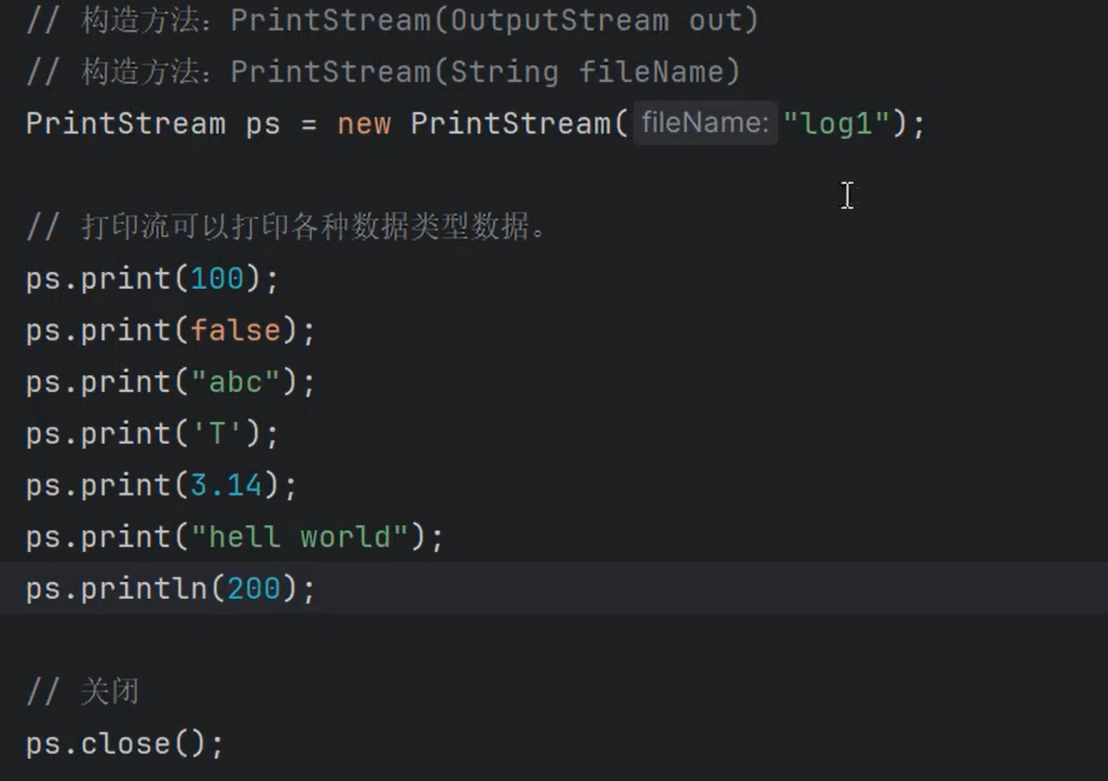 // 构造方法：PrintStream(OutputStream out)
// 构造方法：PrintStream(String fileName)
PrintStream ps = new PrintStream( fileName: "log1");
// 打印流可以打印各种数据类型数据。
ps.print(100);
ps.print(false);
ps.print("abc");
ps.print('T');
ps.print(3.14);
ps.print("hell world");
ps.println(200);
// 关闭
ps.close();